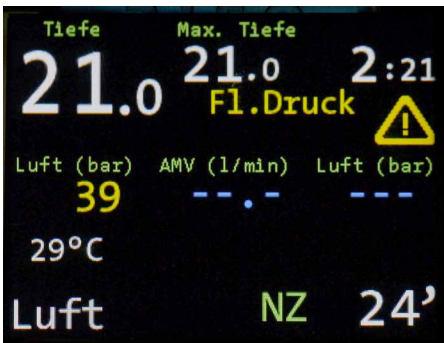 Tiefe Max. Tiefe
21.0 21.0 2:21
Fl.Druck
Luft (bar) AMV (l/min) Luft (bar)
39 --.- ---
29°C
Luft NZ 24’